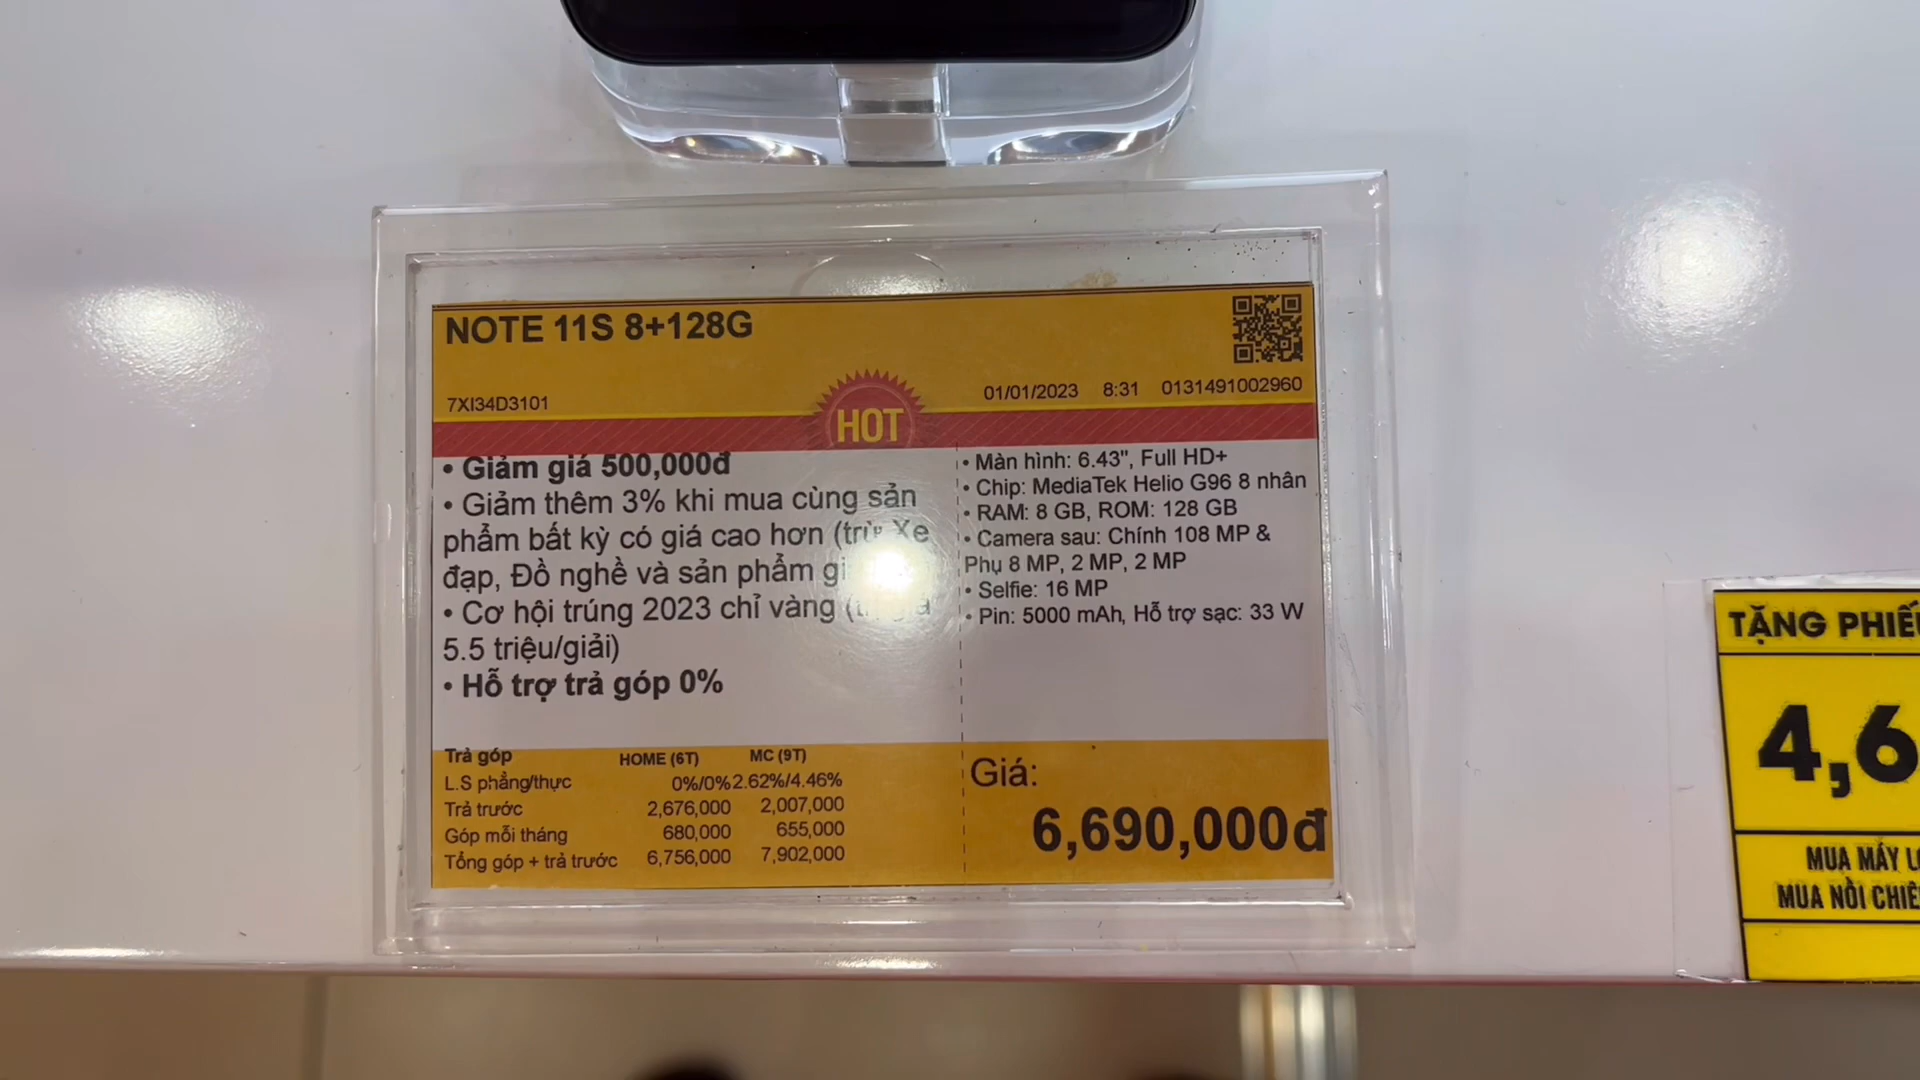 NOTE 11S 8+128G
7XI34D3101
01/01/2023 8:31 0131491002960
HOT
• Giảm giá 500,000đ
• Giảm thêm 3% khi mua cùng sản
phẩm bất kỳ có giá cao hơn (trừ Xe
đạp, Đồ nghề và sản phẩm
• Cơ hội trúng 2023 chỉ vàng
5.5 triệu/giải)
• Hỗ trợ trả góp 0%
• Màn hình: 6.43", Full HD+
• Chip: MediaTek Helio G96 8 nhân
• RAM: 8 GB, ROM: 128 GB
• Camera sau: Chính 108 MP &
Phụ 8 MP, 2 MP, 2 MP
• Selfie: 16 MP
• Pin: 5000 mAh, Hỗ trợ sạc: 33 W
Trả góp HOME (6T) MC (9T)
L.S phẳng/thực 0%/0% 2.62%/4.46%
Trả trước 2,676,000 2,007,000
Góp mỗi tháng 680,000 655,000
Tổng góp + trả trước 6,756,000 7,902,000
Giá:
6,690,000đ
TẶNG PHIẾ
4,6
MUA MÁY
MUA NỒI CHIÊ